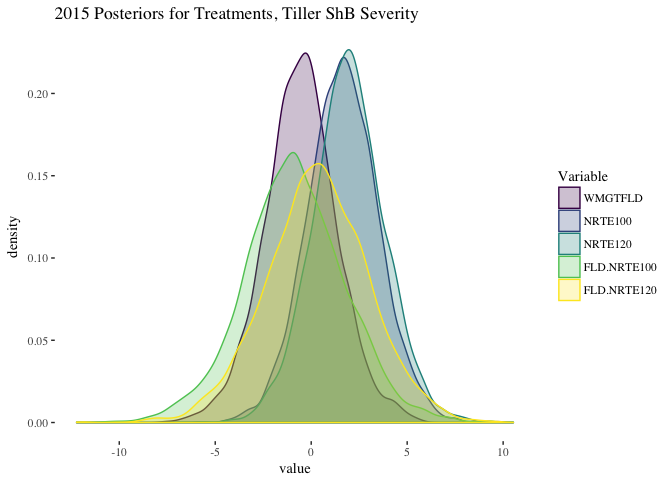 2015 Posteriors for Treatments, Tiller ShB Severity
0.20
0.15
0.10
0.05
0.00
density
-10 -5 0 5 10
value
Variable
WMGTFLD
NRTE100
NRTE120
FLD.NRTE100
FLD.NRTE120